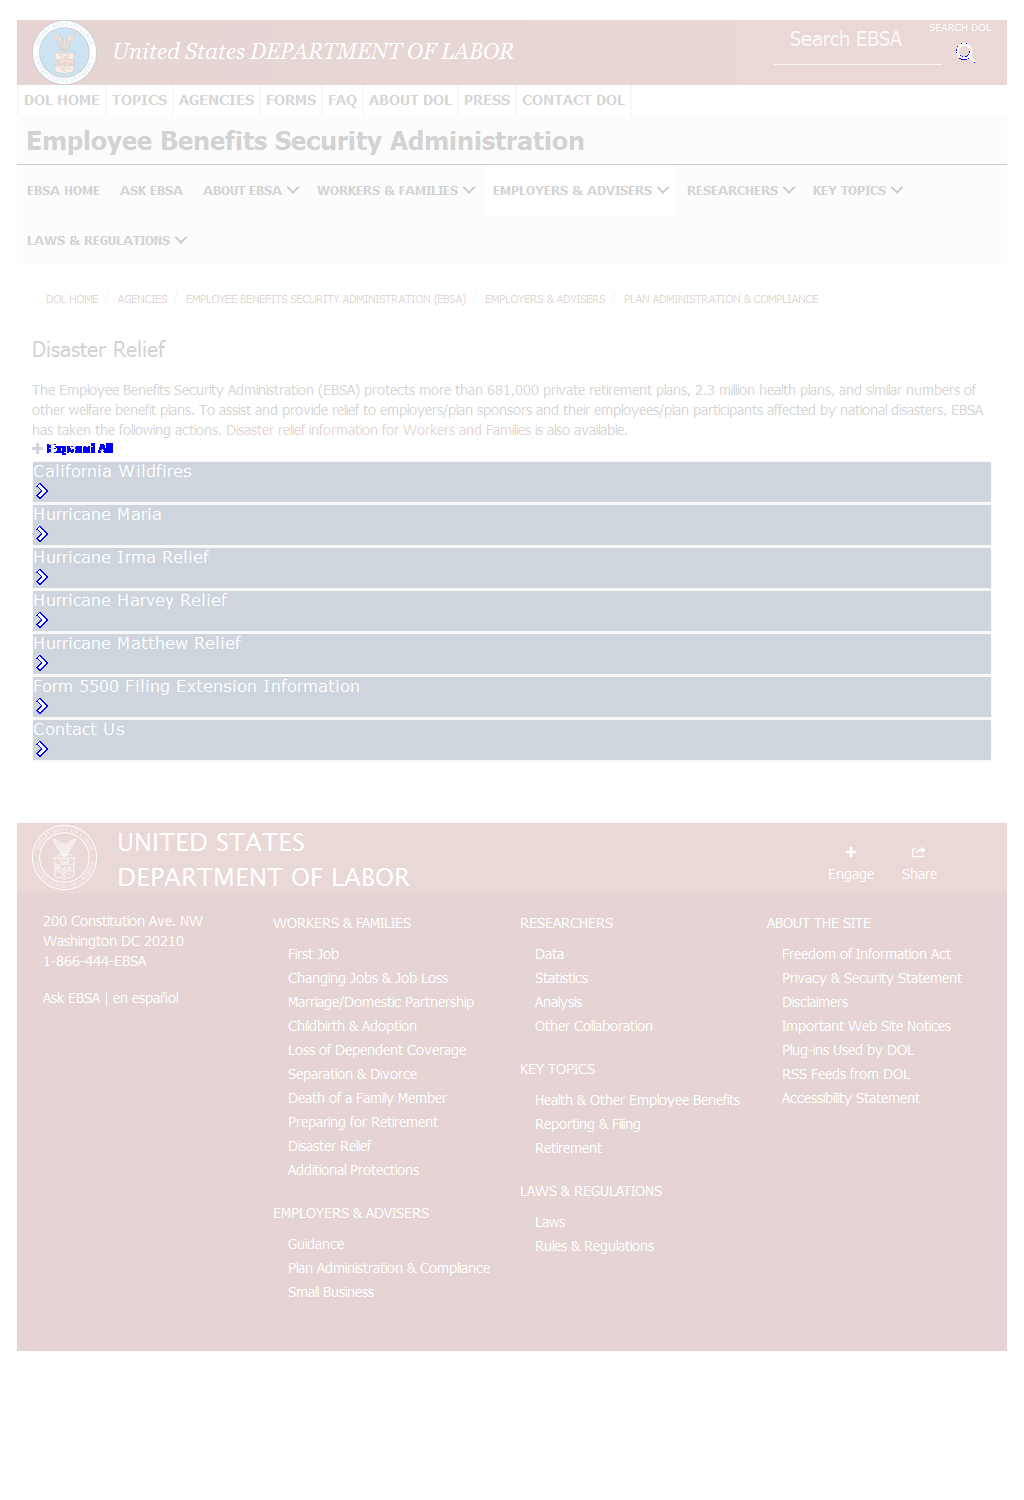 United States DEPARTMENT OF LABOR
Search EBSA
SEARCH DOL
DOL HOME TOPICS AGENCIES FORMS FAQ ABOUT DOL PRESS CONTACT DOL
Employee Benefits Security Administration
EBSA HOME ASK EBSA ABOUT EBSA WORKERS & FAMILIES EMPLOYERS & ADVISERS RESEARCHERS KEY TOPICS
LAWS & REGULATIONS
DOL HOME / AGENCIES / EMPLOYEE BENEFITS SECURITY ADMINISTRATION (EBSA) / EMPLOYERS & ADVISERS / PLAN ADMINISTRATION & COMPLIANCE
Disaster Relief
The Employee Benefits Security Administration (EBSA) protects more than 681,000 private retirement plans, 2.3 million health plans, and similar numbers of
other welfare benefit plans. To assist and provide relief to employers/plan sponsors and their employees/plan participants affected by national disasters, EBSA
has taken the following actions. Disaster relief information for Workers and Families is also available.
Expand All
California Wildfires
Hurricane Maria
Hurricane Irma Relief
Hurricane Harvey Relief
Hurricane Matthew Relief
Form 5500 Filing Extension Information
Contact Us
UNITED STATES
DEPARTMENT OF LABOR
Engage
Share
200 Constitution Ave. NW
Washington DC 20210
1-866-444-EBSA
Ask EBSA | en español
WORKERS & FAMILIES
First Job
Changing Jobs & Job Loss
Marriage/Domestic Partnership
Childbirth & Adoption
Loss of Dependent Coverage
Separation & Divorce
Death of a Family Member
Preparing for Retirement
Disaster Relief
Additional Protections
EMPLOYERS & ADVISERS
Guidance
Plan Administration & Compliance
Small Business
RESEARCHERS
Data
Statistics
Analysis
Other Collaboration
KEY TOPICS
Health & Other Employee Benefits
Reporting & Filing
Retirement
LAWS & REGULATIONS
Laws
Rules & Regulations
ABOUT THE SITE
Freedom of Information Act
Privacy & Security Statement
Disclaimers
Important Web Site Notices
Plug-ins Used by DOL
RSS Feeds from DOL
Accessibility Statement